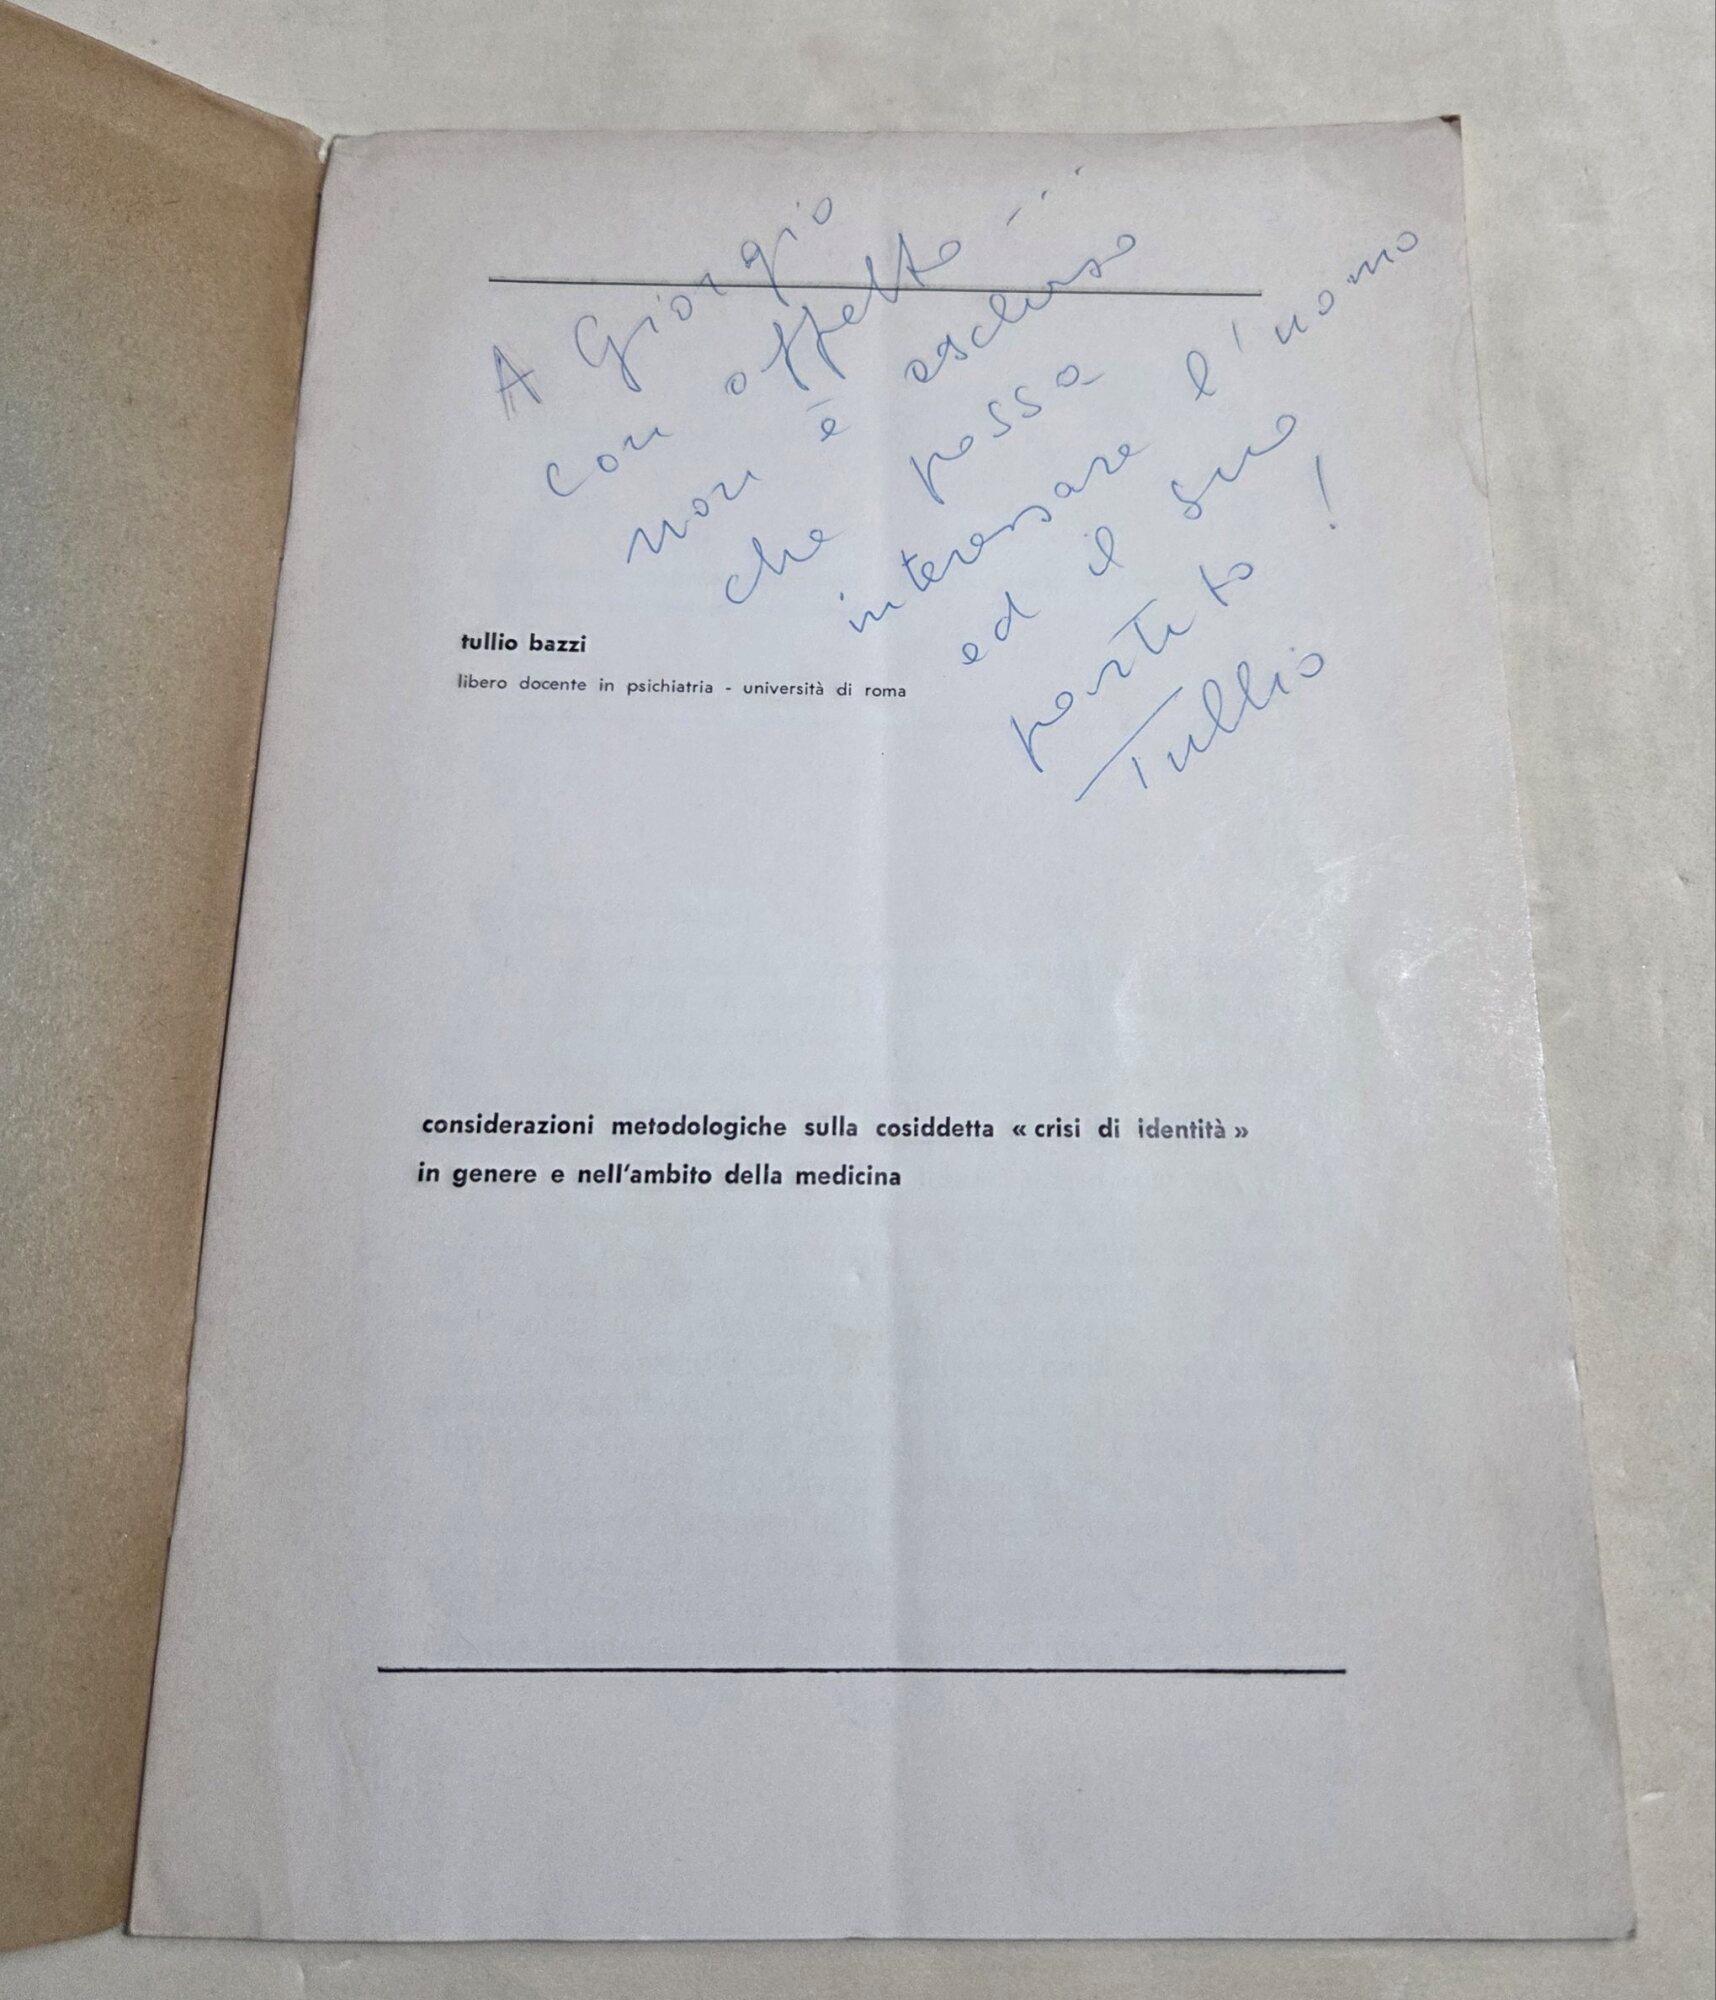 A Giorgio
con affetto ...
non è escluso
che possa
interessare l'uomo
ed il suo
partito!
Tullio
tullio bazzi
libero docente in psichiatria - università di roma
considerazioni metodologiche sulla cosiddetta « crisi di identità »
in genere e nell'ambito della medicina